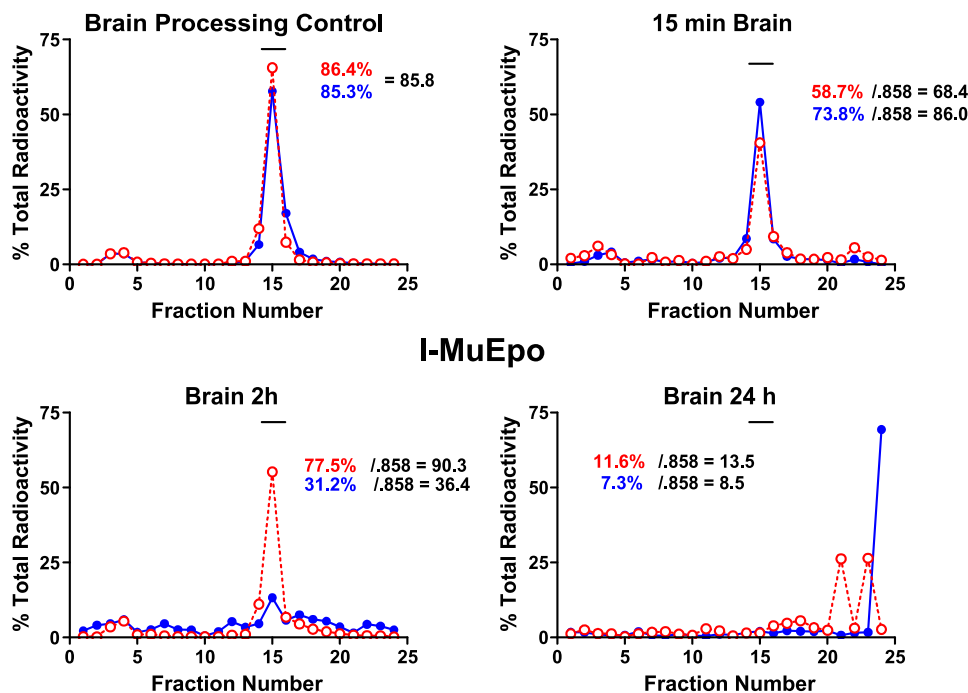 Brain Processing Control
% Total Radioactivity
75
50
25
0
86.4%
85.3%
= 85.8
0 5 10 15 20 25
Fraction Number
15 min Brain
% Total Radioactivity
75
50
25
0
58.7% /.858 = 68.4
73.8% /.858 = 86.0
0 5 10 15 20 25
Fraction Number
I-MuEpo
Brain 2h
% Total Radioactivity
75
50
25
0
77.5% /.858 = 90.3
31.2% /.858 = 36.4
0 5 10 15 20 25
Fraction Number
Brain 24 h
% Total Radioactivity
75
50
25
0
11.6% /.858 = 13.5
7.3% /.858 = 8.5
0 5 10 15 20 25
Fraction Number